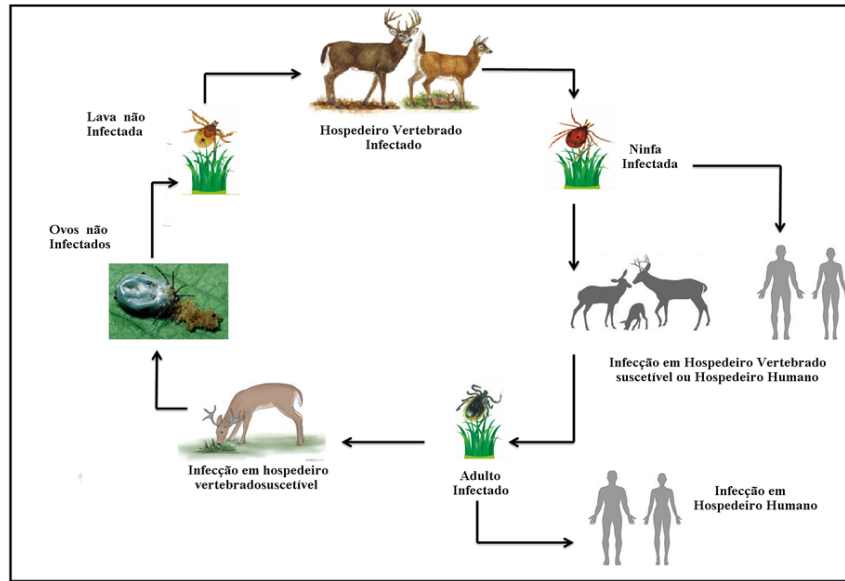 Lava não
Infectada
Hospedeiro Vertebrado
Infectado
Ninfa
Infectada
Ovos não
Infectados
Infecção em Hospedeiro Vertebrado
suscetível ou Hospedeiro Humano
Infecção em hospedeiro
vertebradosuscetível
Adulto
Infectado
Infecção em
Hospedeiro Humano